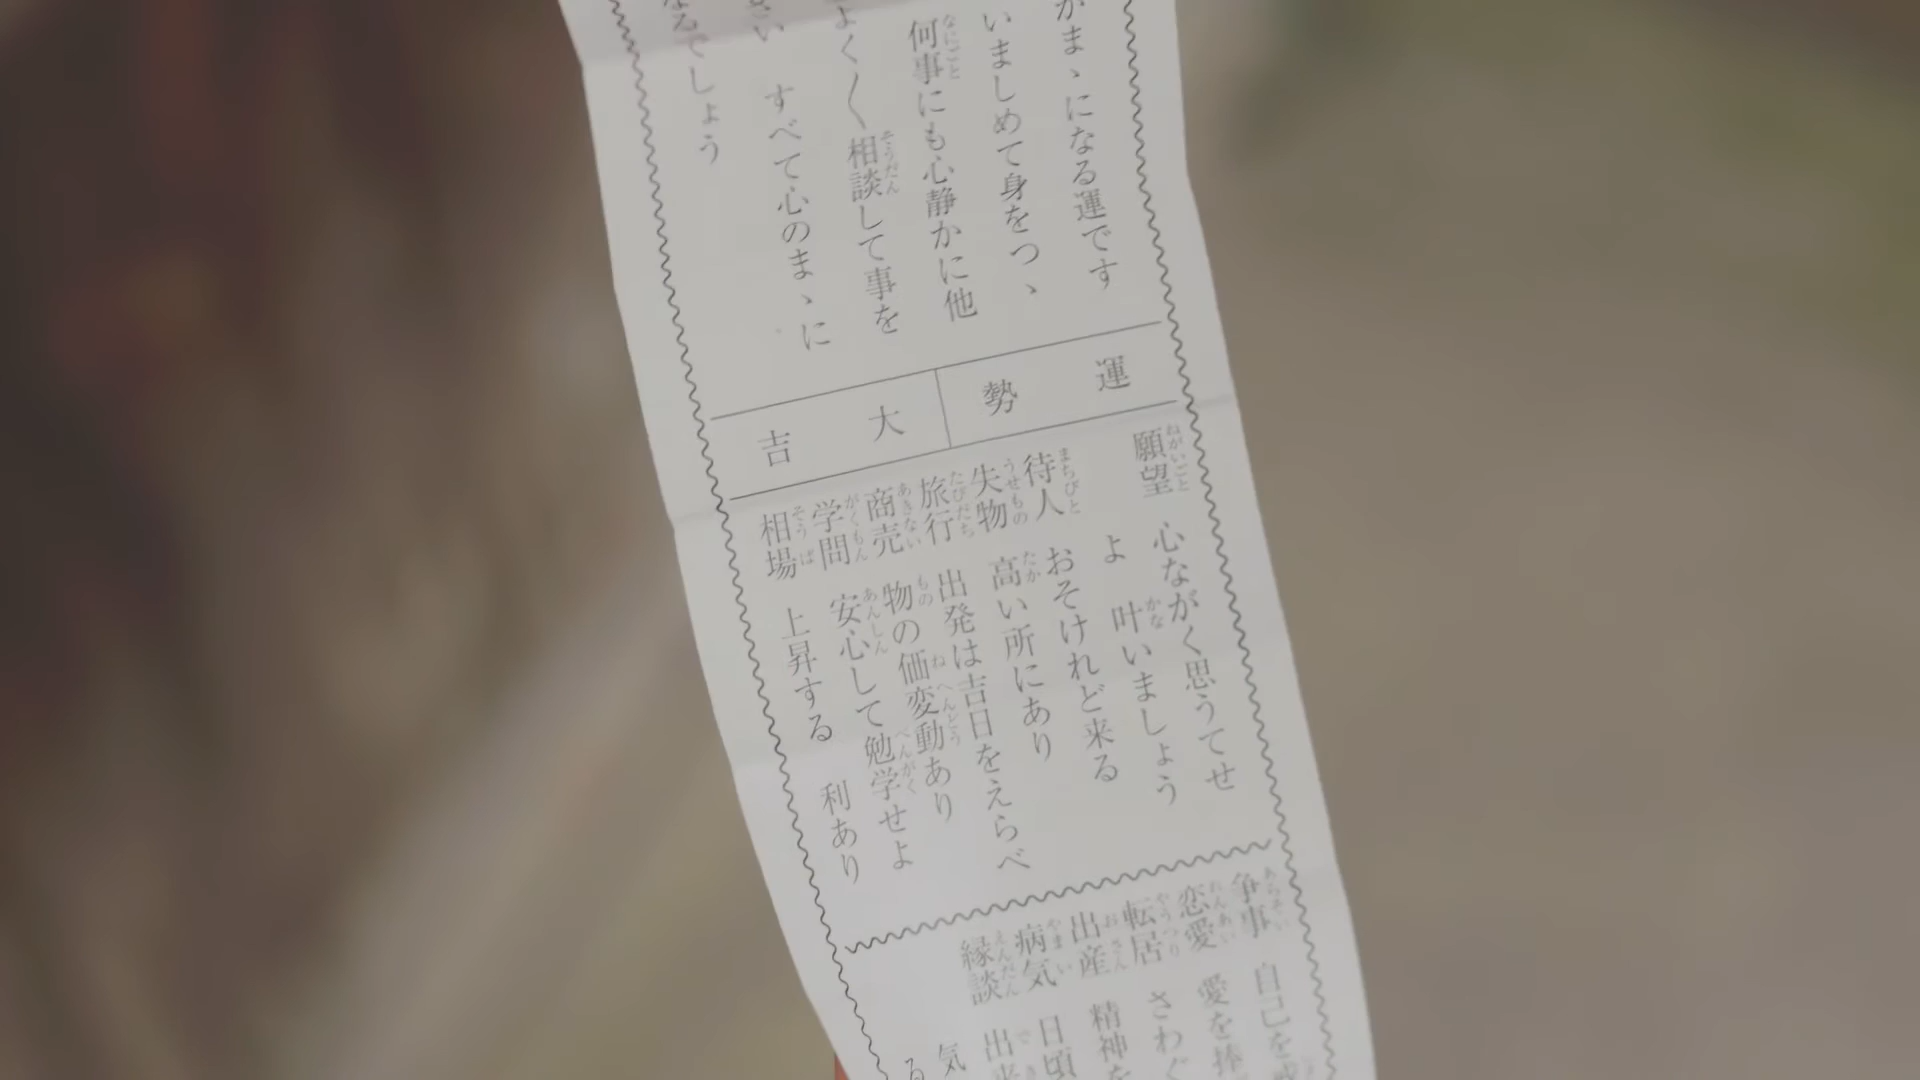 がまゝになる運です
いましめて身をつゝ
何事にも心静かに他
よく〳〵相談して事を
すべて心のまゝに
なるでしょう
運勢 大吉
願望 心ながく思うてせ
よ 叶いましょう
待人 おそけれど来る
失物 高い所にあり
旅行 出発は吉日をえらべ
商売 物の価変動あり
学問 安心して勉学せよ
相場 上昇する 利あり
争事 自己を
恋愛 愛を捧
転居 さわぐ
出産 精神を
病気 日頃
気
縁談 出来
る